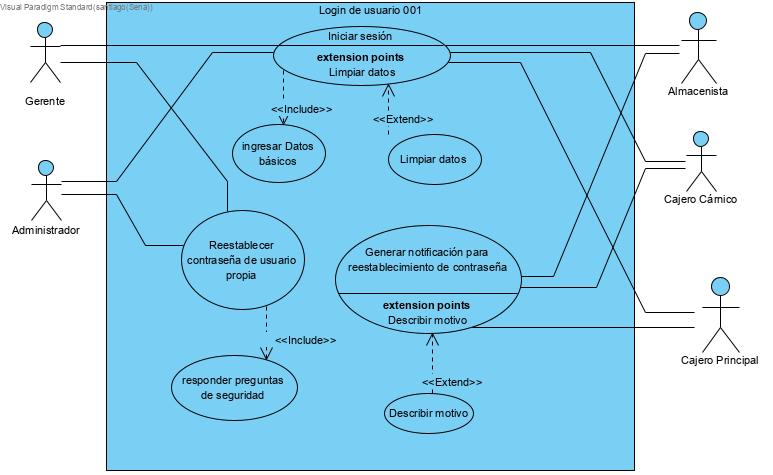 Visual Paradigm Standard(santiago(Sena))
Login de usuario 001
Iniciar sesión
extension points
Limpiar datos
Gerente
Almacenista
<<Include>>
<<Extend>>
ingresar Datos
básicos
Limpiar datos
Administrador
Cajero Cárnico
Reestablecer
contraseña de usuario
propia
Generar notificación para
reestablecimiento de contraseña
extension points
Describir motivo
<<Include>>
Cajero Principal
responder preguntas
de seguridad
<<Extend>>
Describir motivo